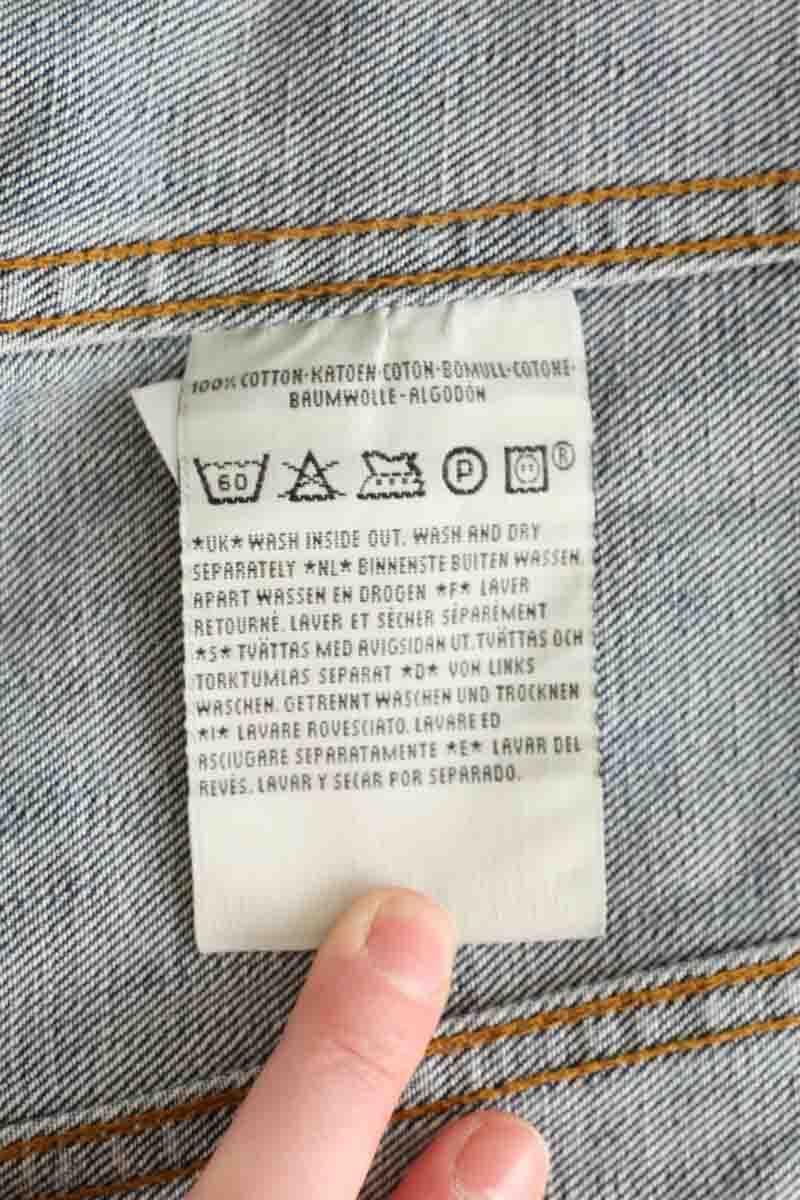 100% COTTON·KATOEN·COTON·BOMULL·COTONE·
BAUMWOLLE-ALGODÓN
60 P ®
*UK* WASH INSIDE OUT. WASH AND DRY
SEPARATELY *NL* BINNENSTE BUITEN WASSEN.
APART WASSEN EN DROGEN *F* LAVER
RETOURNÉ. LAVER ET SÉCHER SÉPARÉMENT
*S* TVÄTTAS MED AVIGSIDAN UT.TVÄTTAS OCH
TORKTUMLAS SEPARAT *D* VON LINKS
WASCHEN. GETRENNT WASCHEN UND TROCKNEN
*I* LAVARE ROVESCIATO. LAVARE ED
ASCIUGARE SEPARATAMENTE *E* LAVAR DEL
REVÉS. LAVAR Y SECAR POR SEPARADO.